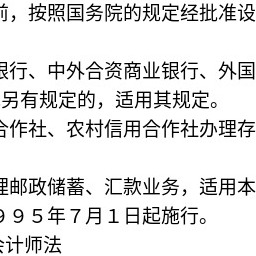 前，按照国务院的规定经批准设
银行、中外合资商业银行、外国
另有规定的，适用其规定。
合作社、农村信用合作社办理存
理邮政储蓄、汇款业务，适用本
９９５年７月１日起施行。
会计师法